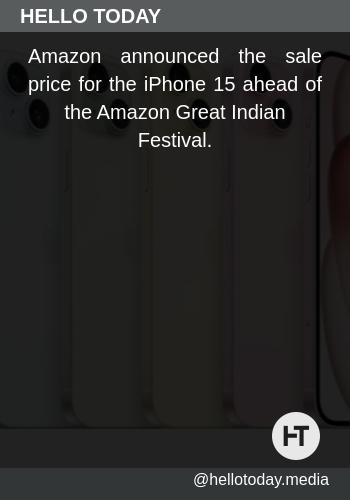 HELLO TODAY
Amazon announced the sale
price for the iPhone 15 ahead of
the Amazon Great Indian
Festival.
HT
@hellotoday.media